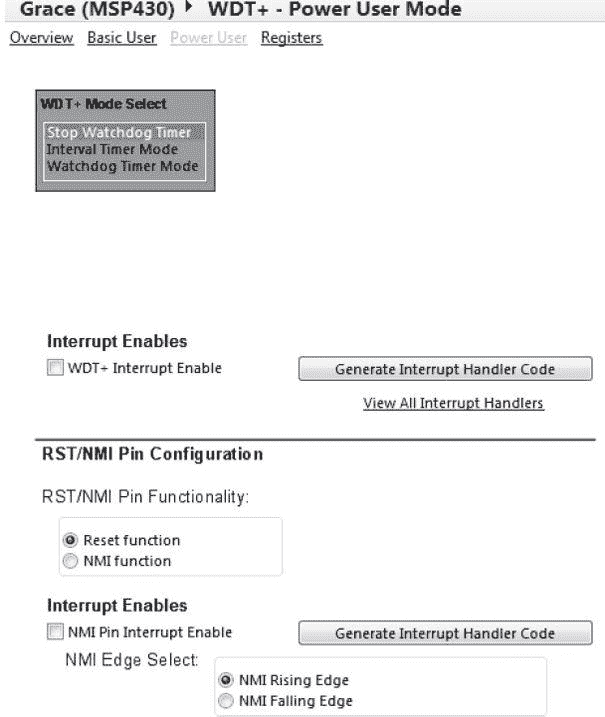 Grace (MSP430) ▸ WDT+ - Power User Mode
Overview Basic User Power User Registers
WDT+ Mode Select
Stop Watchdog Timer
Interval Timer Mode
Watchdog Timer Mode
Interrupt Enables
WDT+ Interrupt Enable Generate Interrupt Handler Code
View All Interrupt Handlers
RST/NMI Pin Configuration
RST/NMI Pin Functionality:
Reset function
NMI function
Interrupt Enables
NMI Pin Interrupt Enable Generate Interrupt Handler Code
NMI Edge Select:
NMI Rising Edge
NMI Falling Edge